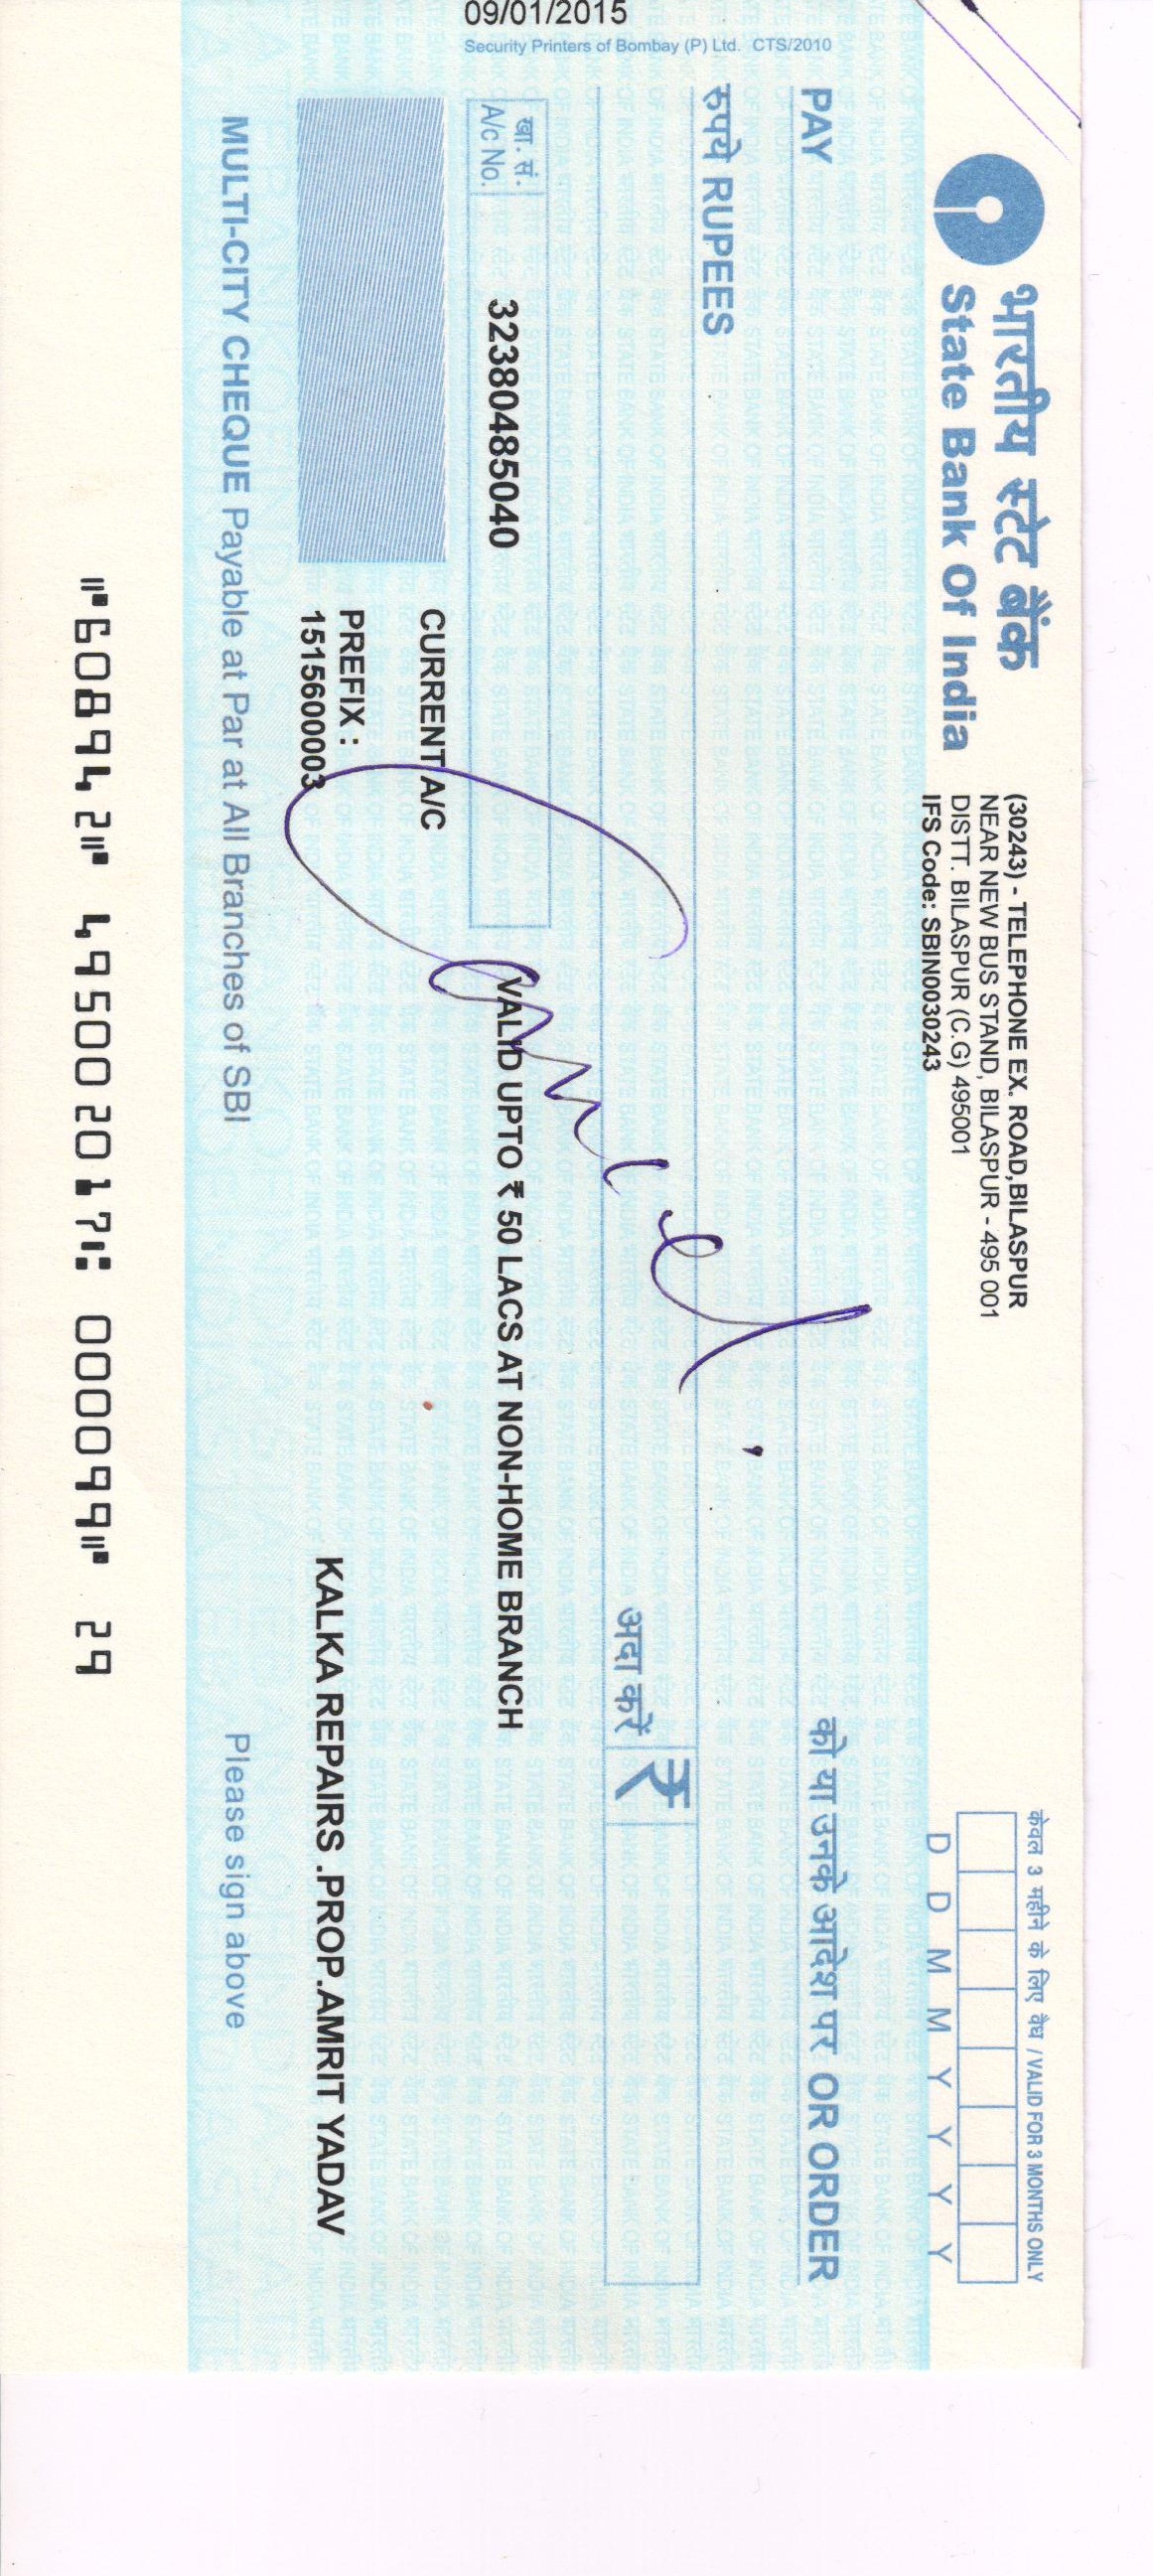 09/01/2015
Security Printers of Bombay (P) Ltd. CTS/2010
भारतीय स्टेट बैंक
State Bank Of India
(30243) - TELEPHONE EX. ROAD,BILASPUR
NEAR NEW BUS STAND, BILASPUR - 495 001
DISTT. BILASPUR (C.G) 495001
IFS Code: SBIN0030243
केवल 3 महीने के लिए वैध / VALID FOR 3 MONTHS ONLY
D D M M Y Y Y Y
PAY
को या उनके आदेश पर OR ORDER
रुपये RUPEES
अदा करें ₹
खा. सं.
A/c No.
32380485040
VALID UPTO ₹ 50 LACS AT NON-HOME BRANCH
CURRENT A/C
PREFIX :
1515600003
Cancel
KALKA REPAIRS .PROP.AMRIT YADAV
MULTI-CITY CHEQUE Payable at Par at All Branches of SBI
Please sign above
⑈608942⑈ 495002017⑆ 000099⑈ 29